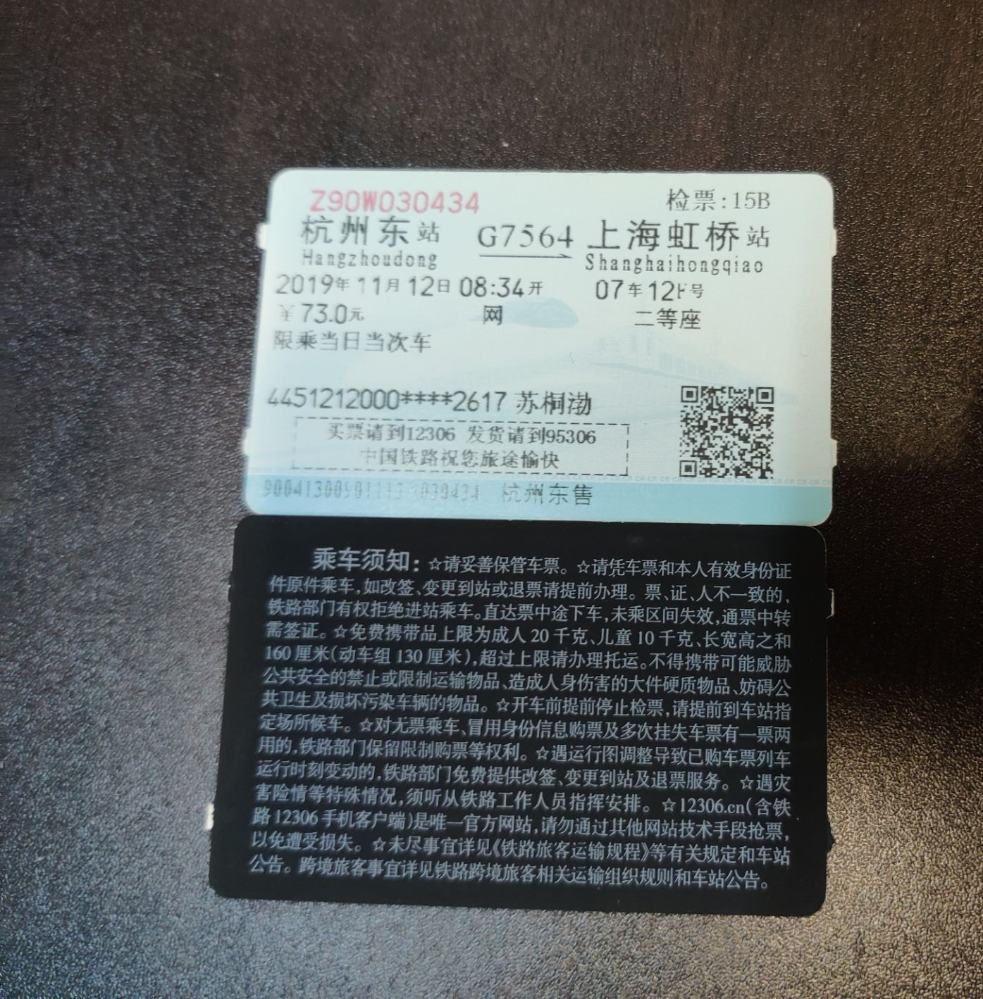 Z90W030434 检票:15B
杭州东站 G7564 上海虹桥站
Hangzhoudong Shanghaihongqiao
2019年11月12日08:34开 07车12F号
¥73.0元 网 二等座
限乘当日当次车
4451212000****2617 苏桐渤
买票请到12306 发货请到95306
中国铁路祝您旅途愉快
杭州东售
乘车须知:☆请妥善保管车票。☆请凭车票和本人有效身份证
件原件乘车,如改签、变更到站或退票请提前办理。票、证、人不一致的,
铁路部门有权拒绝进站乘车。直达票中途下车,未乘区间失效,通票中转
需签证。☆免费携带品上限为成人20千克、儿童10千克、长宽高之和
160厘米(动车组130厘米),超过上限请办理托运。不得携带可能威胁
公共安全的禁止或限制运输物品、造成人身伤害的大件硬质物品、妨碍公
共卫生及损坏污染车辆的物品。☆开车前提前停止检票,请提前到车站指
定场所候车。☆对无票乘车、冒用身份信息购票及多次挂失车票有一票两
用的,铁路部门保留限制购票等权利。☆遇运行图调整导致已购车票列车
运行时刻变动的,铁路部门免费提供改签、变更到站及退票服务。☆遇灾
害险情等特殊情况,须听从铁路工作人员指挥安排。☆12306.cn(含铁
路12306手机客户端)是唯一官方网站,请勿通过其他网站技术手段抢票,
以免遭受损失。☆未尽事宜详见《铁路旅客运输规程》等有关规定和车站
公告。跨境旅客事宜详见铁路跨境旅客相关运输组织规则和车站公告。